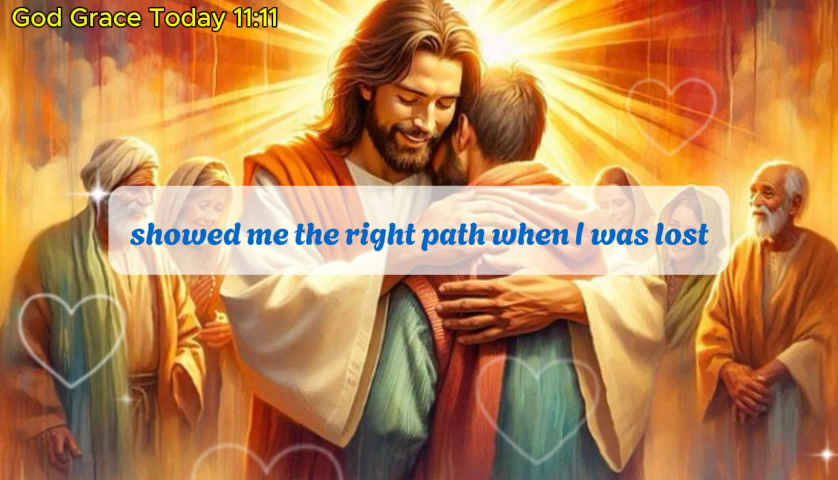 God Grace Today 11:11
showed me the right path when I was lost